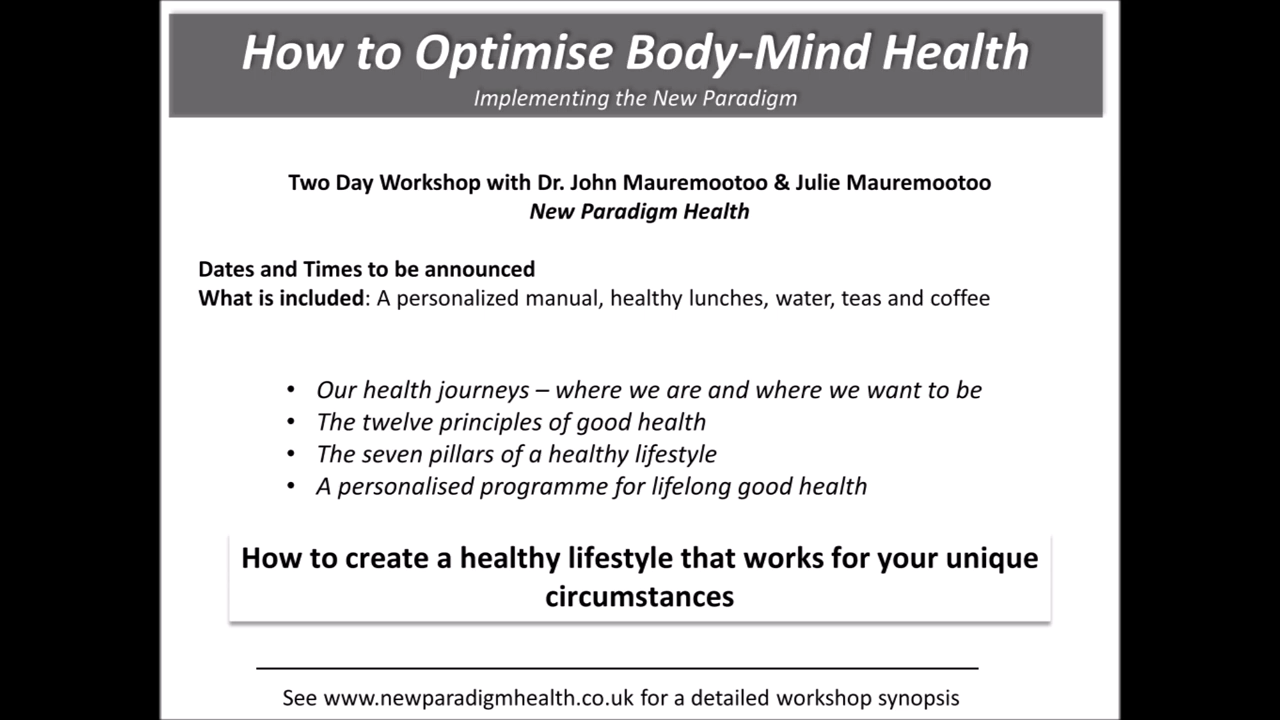 How to Optimise Body-Mind Health
Implementing the New Paradigm
Two Day Workshop with Dr. John Mauremootoo & Julie Mauremootoo
New Paradigm Health
Dates and Times to be announced
What is included: A personalized manual, healthy lunches, water, teas and coffee
• Our health journeys – where we are and where we want to be
• The twelve principles of good health
• The seven pillars of a healthy lifestyle
• A personalised programme for lifelong good health
How to create a healthy lifestyle that works for your unique
circumstances
See www.newparadigmhealth.co.uk for a detailed workshop synopsis